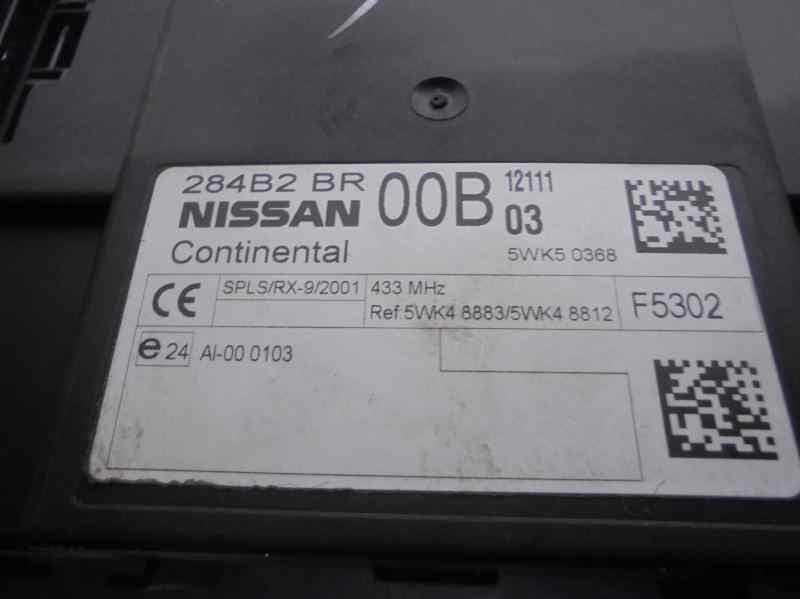 284B2 BR 00B 12111
NISSAN 03
Continental 5WK5 0368
CE SPLS/RX-9/2001 433 MHz
Ref:5WK4 8883/5WK4 8812 F5302
e24 AI-00 0103